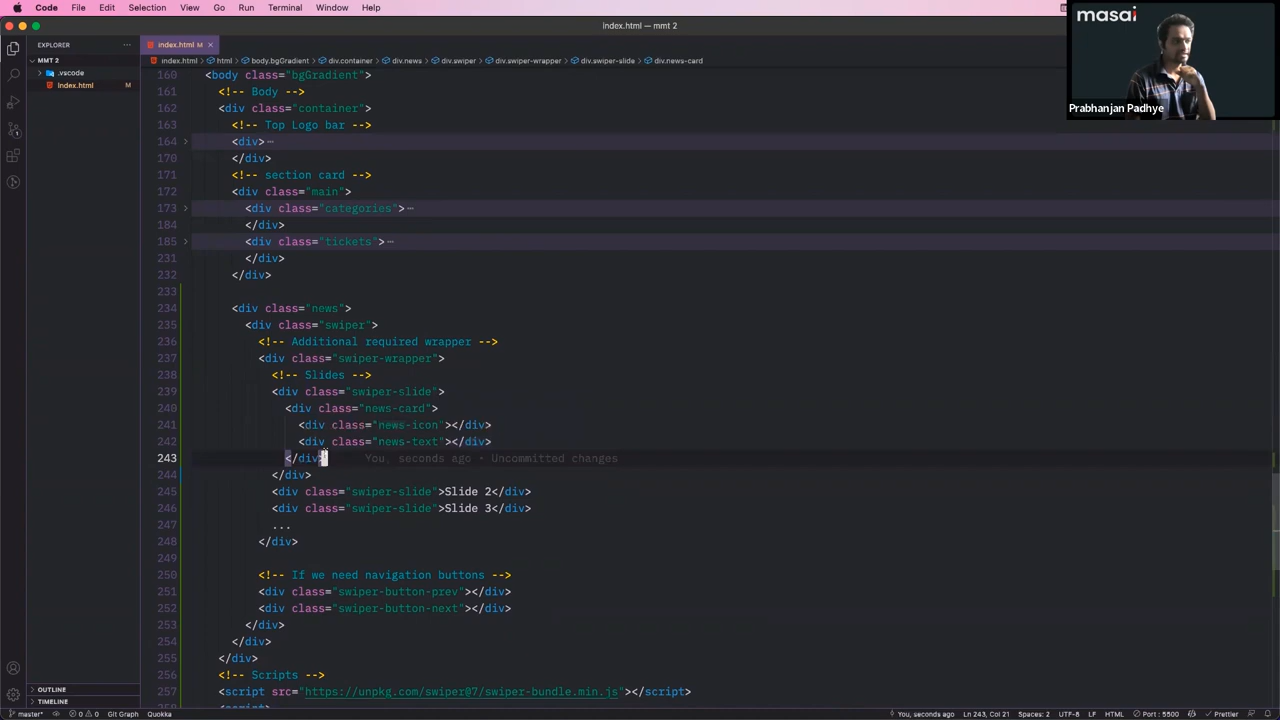 Code File Edit Selection View Go Run Terminal Window Help
index.html — mmt 2
masai
Prabhanjan Padhye
EXPLORER ...
index.html M ×
MMT 2
index.html > html > body.bgGradient > div.container > div.news > div.swiper > div.swiper-wrapper > div.swiper-slide > div.news-card
.vscode
index.html M
160 <body class="bgGradient">
161 <!-- Body -->
162 <div class="container">
163 <!-- Top Logo bar -->
164 <div>⋯
170 </div>
171 <!-- section card -->
172 <div class="main">
173 <div class="categories">⋯
184 </div>
185 <div class="tickets">⋯
231 </div>
232 </div>
233
234 <div class="news">
235 <div class="swiper">
236 <!-- Additional required wrapper -->
237 <div class="swiper-wrapper">
238 <!-- Slides -->
239 <div class="swiper-slide">
240 <div class="news-card">
241 <div class="news-icon"></div>
242 <div class="news-text"></div>
243 </div> You, seconds ago • Uncommitted changes
244 </div>
245 <div class="swiper-slide">Slide 2</div>
246 <div class="swiper-slide">Slide 3</div>
247 ...
248 </div>
249
250 <!-- If we need navigation buttons -->
251 <div class="swiper-button-prev"></div>
252 <div class="swiper-button-next"></div>
253 </div>
254 </div>
255 </div>
256 <!-- Scripts -->
257 <script src="https://unpkg.com/swiper@7/swiper-bundle.min.js"></script>
OUTLINE
TIMELINE
master* 0 0 Git Graph Quokka You, seconds ago Ln 243, Col 21 Spaces: 2 UTF-8 LF HTML Port : 5500 Prettier